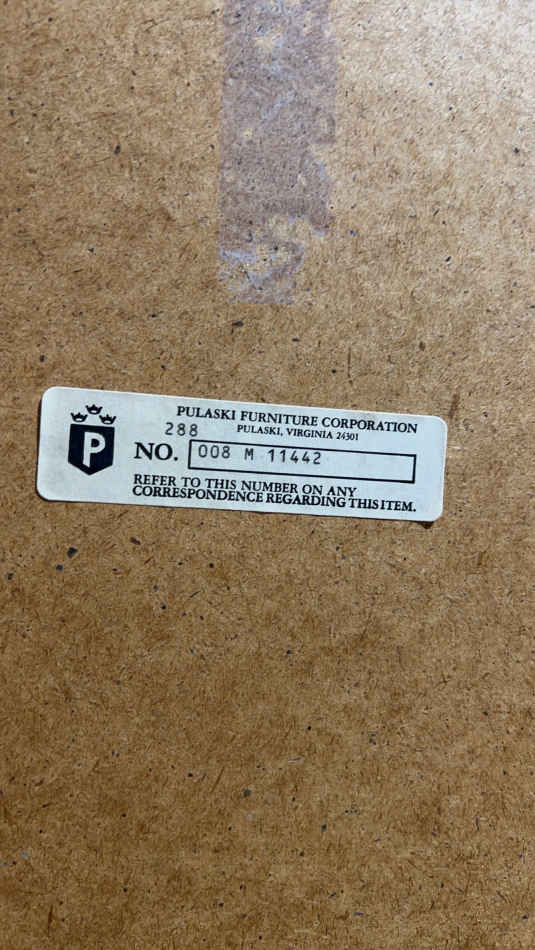 PULASKI FURNITURE CORPORATION
288 PULASKI, VIRGINIA 24301
P
NO. 008 M 11442
REFER TO THIS NUMBER ON ANY
CORRESPONDENCE REGARDING THIS ITEM.